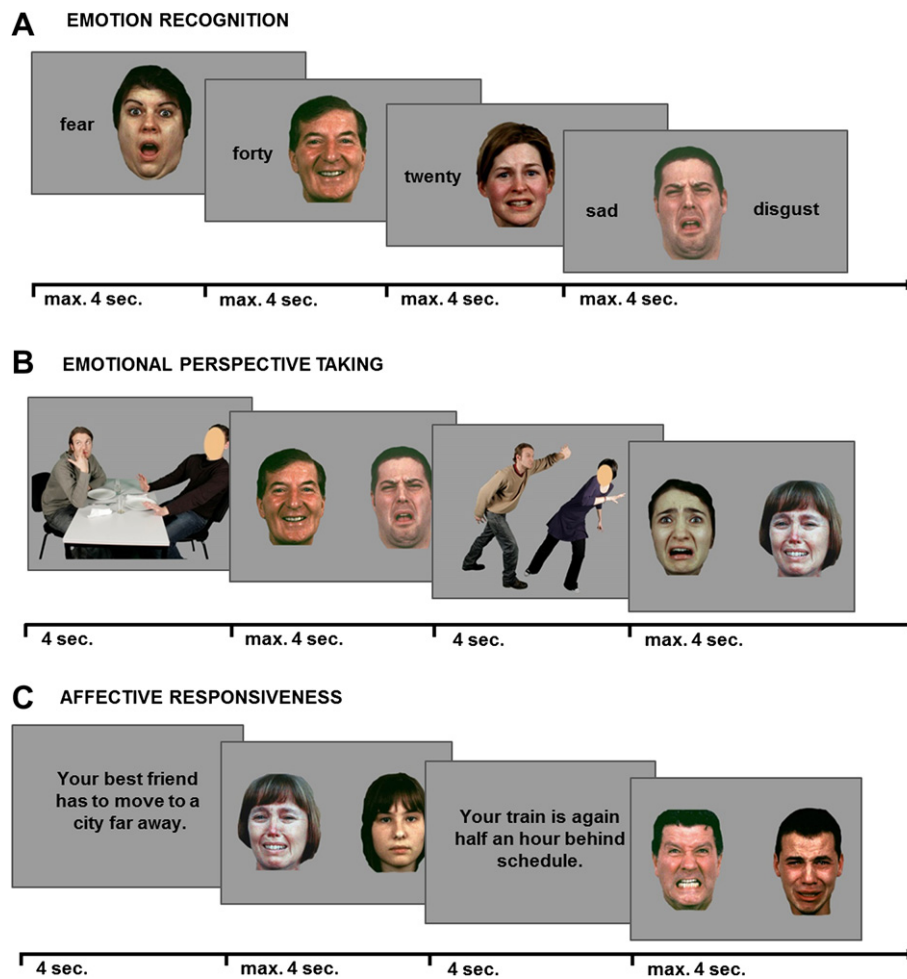 A EMOTION RECOGNITION
fear
forty
twenty
sad disgust
max. 4 sec. max. 4 sec. max. 4 sec. max. 4 sec.
B EMOTIONAL PERSPECTIVE TAKING
4 sec. max. 4 sec. 4 sec. max. 4 sec.
C AFFECTIVE RESPONSIVENESS
Your best friend
has to move to a
city far away.
Your train is again
half an hour behind
schedule.
4 sec. max. 4 sec. 4 sec. max. 4 sec.